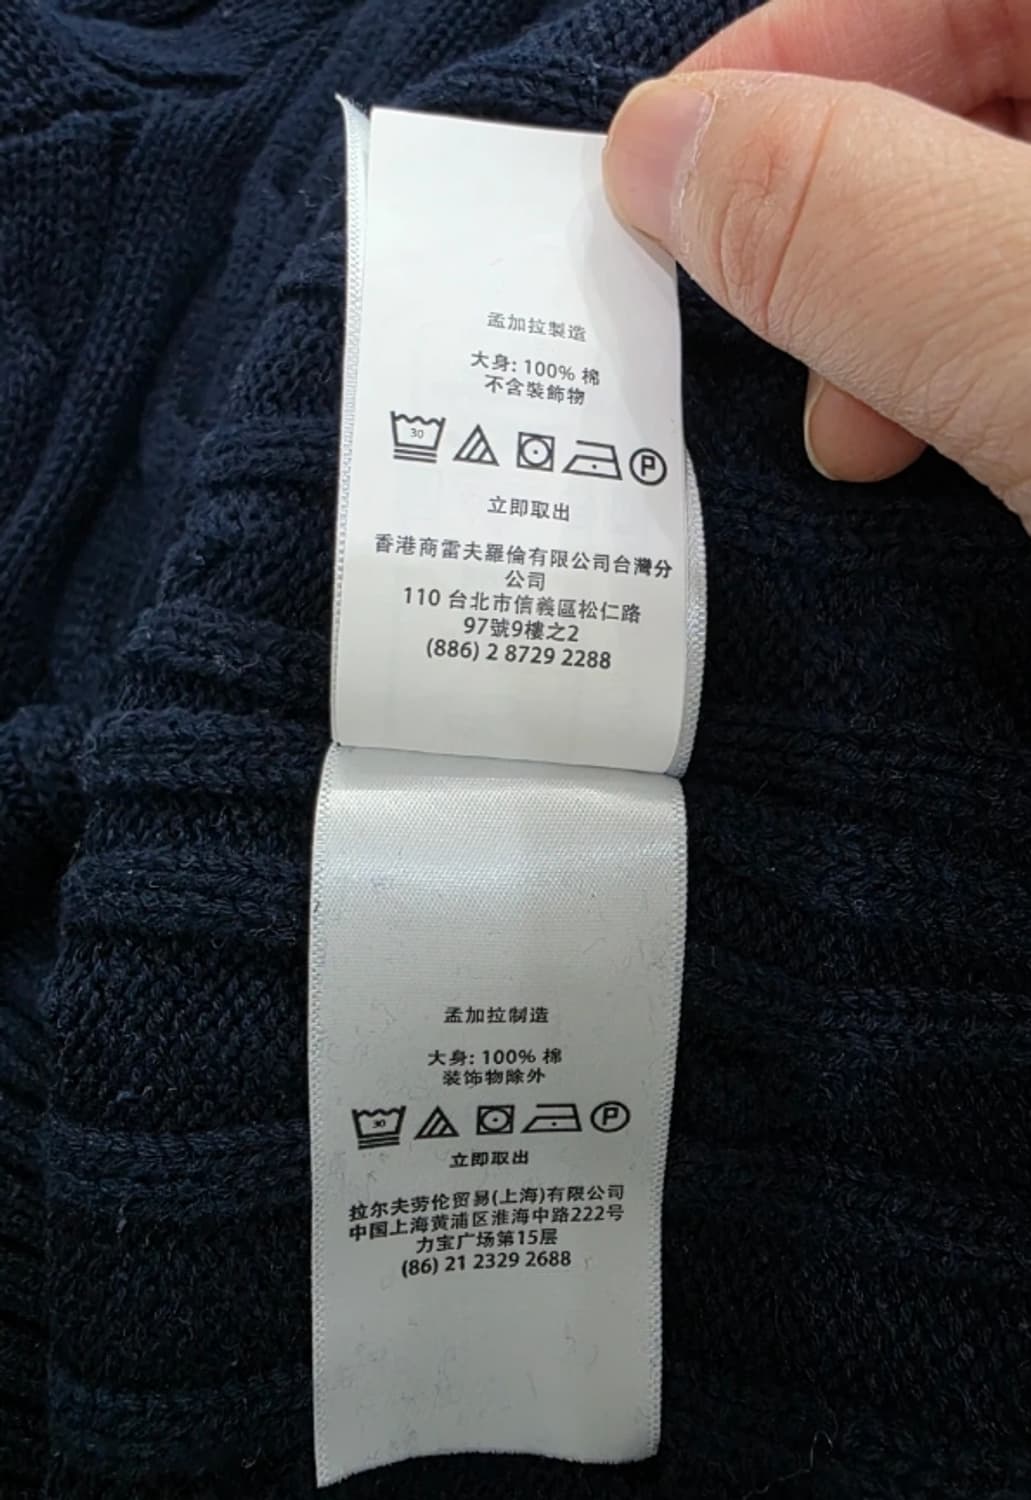 孟加拉製造
大身: 100% 棉
不含裝飾物
30
P
立即取出
香港商雷夫羅倫有限公司台灣分
公司
110 台北市信義區松仁路
97號9樓之2
(886) 2 8729 2288
孟加拉制造
大身: 100% 棉
装饰物除外
30
P
立即取出
拉尔夫劳伦贸易(上海)有限公司
中国上海黄浦区淮海中路222号
力宝广场第15层
(86) 21 2329 2688